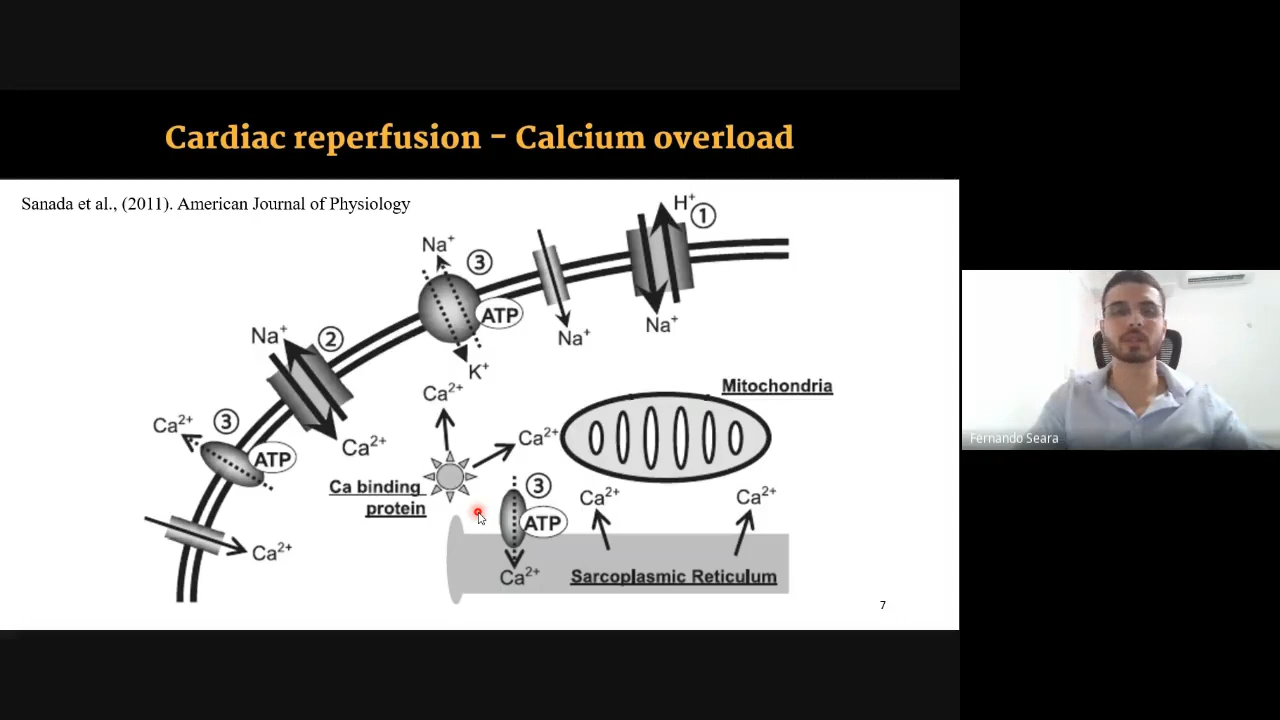 Cardiac reperfusion - Calcium overload
Sanada et al., (2011). American Journal of Physiology
H⁺
①
Na⁺
③
ATP
K⁺
Na⁺
Na⁺
Na⁺
②
Ca²⁺
Ca²⁺
③
ATP
Ca²⁺
Ca²⁺
Ca²⁺
Ca binding
protein
Mitochondria
③
ATP
Ca²⁺
Ca²⁺
Ca²⁺
Sarcoplasmic Reticulum
7
Fernando Seara